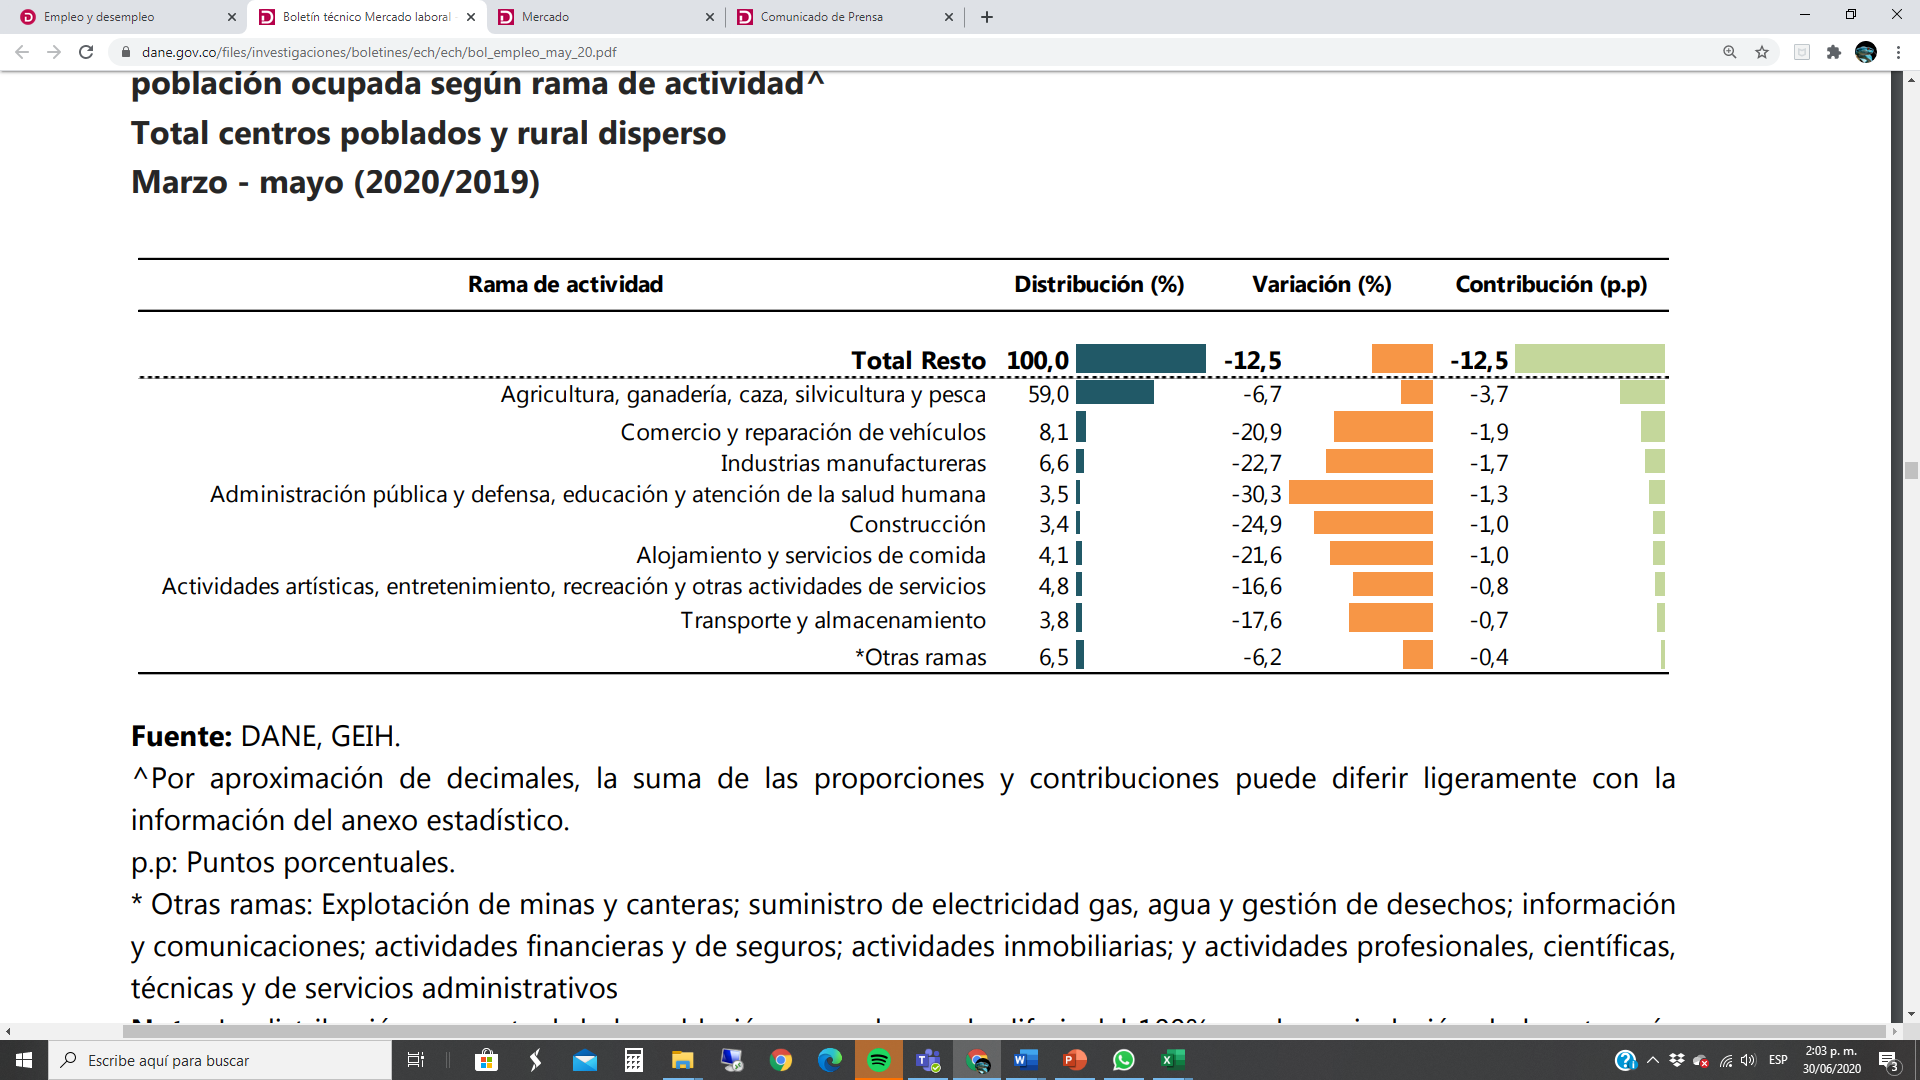 Empleo y desempleo
Boletín técnico Mercado laboral
Mercado
Comunicado de Prensa
dane.gov.co/files/investigaciones/boletines/ech/ech/bol_empleo_may_20.pdf
población ocupada según rama de actividad^
Total centros poblados y rural disperso
Marzo - mayo (2020/2019)
Rama de actividad Distribución (%) Variación (%) Contribución (p.p)
Total Resto 100,0 -12,5 -12,5
Agricultura, ganadería, caza, silvicultura y pesca 59,0 -6,7 -3,7
Comercio y reparación de vehículos 8,1 -20,9 -1,9
Industrias manufactureras 6,6 -22,7 -1,7
Administración pública y defensa, educación y atención de la salud humana 3,5 -30,3 -1,3
Construcción 3,4 -24,9 -1,0
Alojamiento y servicios de comida 4,1 -21,6 -1,0
Actividades artísticas, entretenimiento, recreación y otras actividades de servicios 4,8 -16,6 -0,8
Transporte y almacenamiento 3,8 -17,6 -0,7
*Otras ramas 6,5 -6,2 -0,4
Fuente: DANE, GEIH.
^Por aproximación de decimales, la suma de las proporciones y contribuciones puede diferir ligeramente con la
información del anexo estadístico.
p.p: Puntos porcentuales.
* Otras ramas: Explotación de minas y canteras; suministro de electricidad gas, agua y gestión de desechos; información
y comunicaciones; actividades financieras y de seguros; actividades inmobiliarias; y actividades profesionales, científicas,
técnicas y de servicios administrativos
Escribe aquí para buscar
ESP
2:03 p. m.
30/06/2020
3